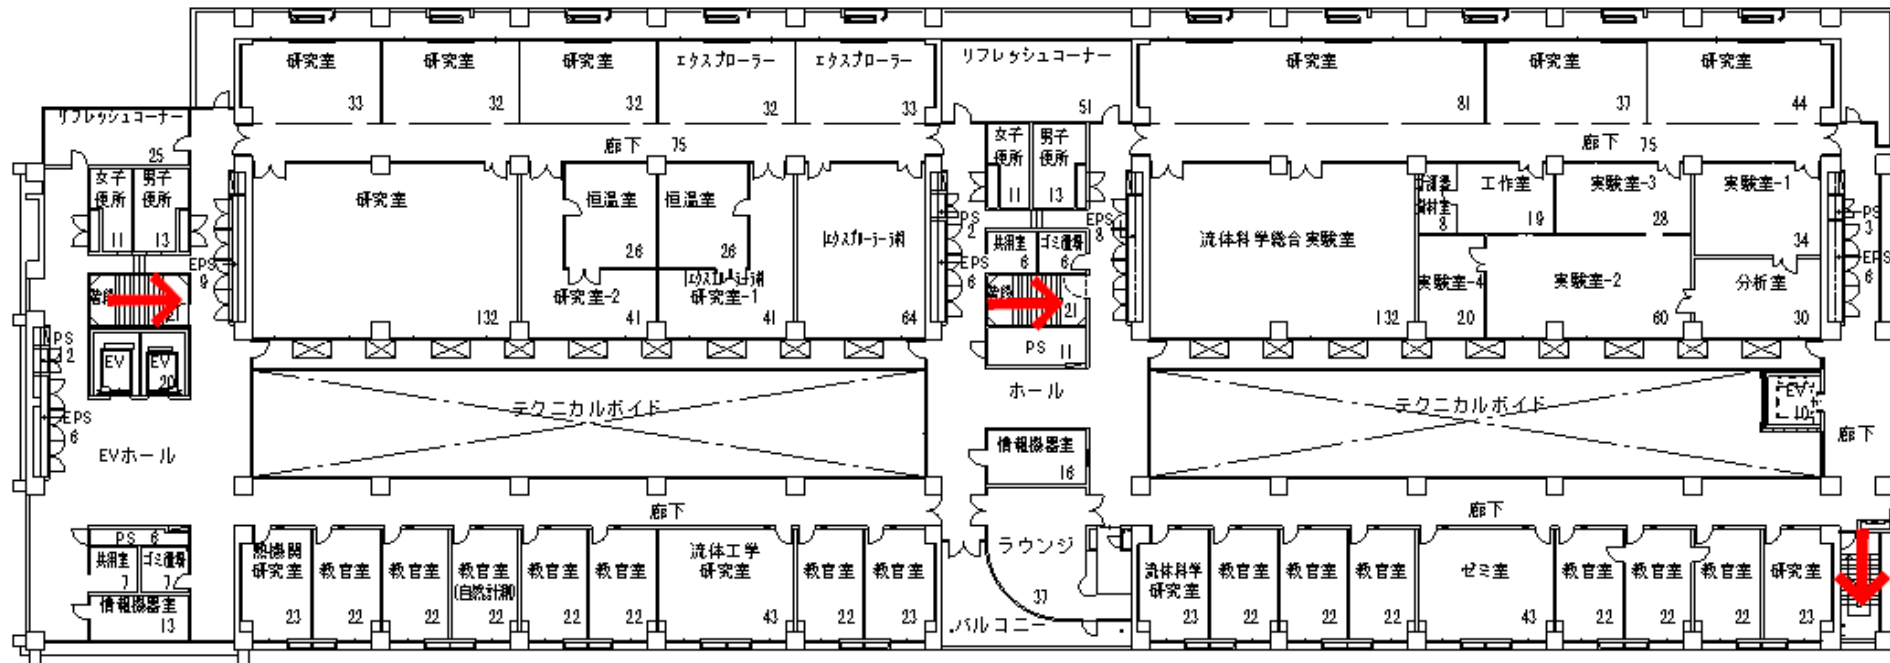 研究室
33
研究室
32
研究室
32
エクスプローラー
32
エクスプローラー
33
リフレッシュコーナー
51
研究室
81
研究室
37
研究室
44
リフレッシュコーナー
25
廊下 75
廊下 75
女子
便所
11
男子
便所
13
女子
便所
11
男子
便所
13
EPS
9
研究室
132
恒温室
26
恒温室
26
研究室-2
41
研究室-1
41
64
PS
2
EPS
6
共用室
6
ゴミ置場
6
EPS
8
流体科学総合実験室
132
8
工作室
19
実験室-3
28
実験室-1
34
実験室-4
20
実験室-2
60
分析室
30
PS
3
EPS
6
階段
21
階段
21
PS 11
PS
12
EV
EV
20
EPS
6
EVホール
テクニカルボイド
ホール
テクニカルボイド
EV
10
廊下
情報機器室
16
廊下
廊下
PS 6
共用室
7
ゴミ置場
7
情報機器室
13
熱機関
研究室
23
教官室
22
教官室
22
教官室
(自然計測)
22
教官室
22
教官室
22
流体工学
研究室
43
教官室
22
教官室
23
ラウンジ
37
バルコニー
流体科学
研究室
23
教官室
22
教官室
22
教官室
22
ゼミ室
43
教官室
22
教官室
22
教官室
22
研究室
23